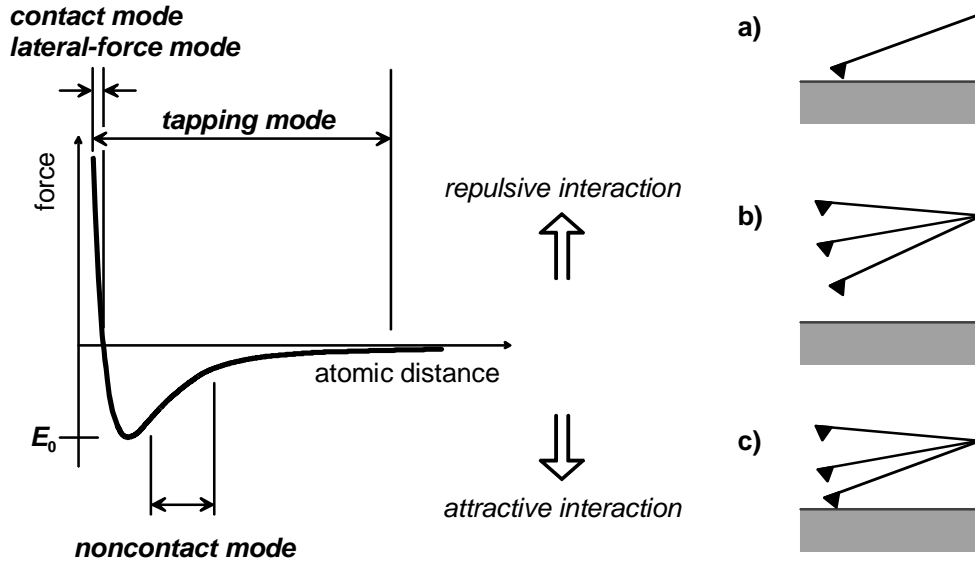 contact mode
lateral-force mode
tapping mode
force
repulsive interaction
atomic distance
E0
attractive interaction
noncontact mode
a)
b)
c)